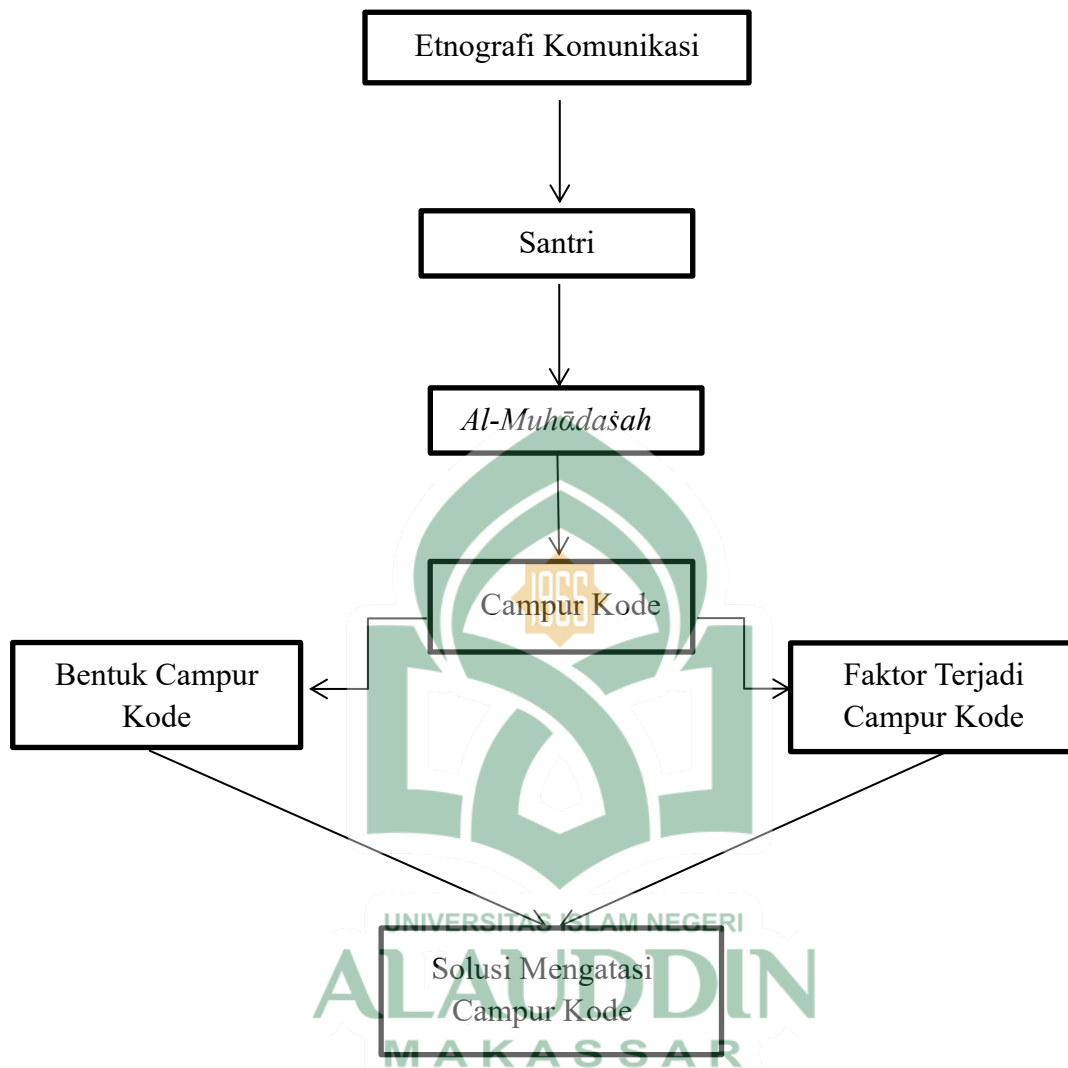 Etnografi Komunikasi
Santri
Al-Muhādaṡah
1965
Campur Kode
Bentuk Campur
Kode
Faktor Terjadi
Campur Kode
UNIVERSITAS ISLAM NEGERI
ALAUDDIN
MAKASSAR
Solusi Mengatasi
Campur Kode